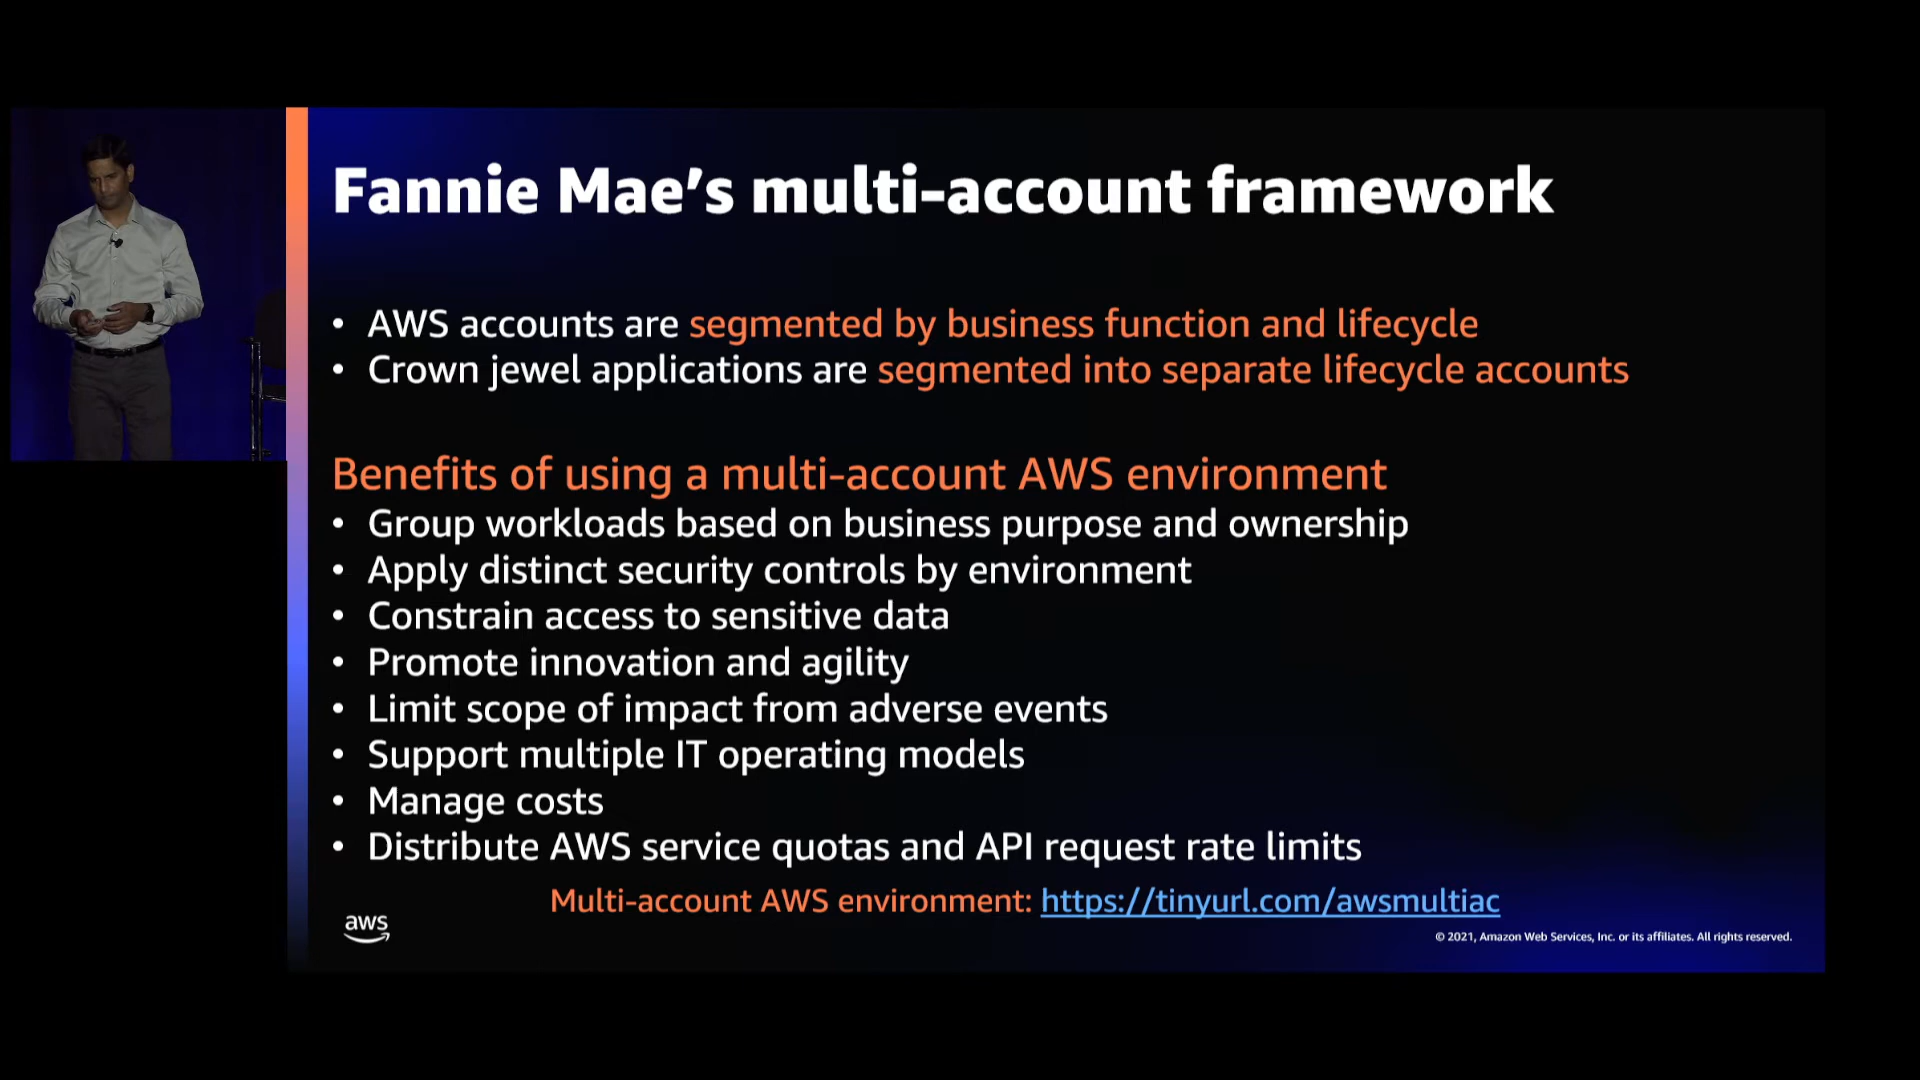 Fannie Mae’s multi-account framework
• AWS accounts are segmented by business function and lifecycle
• Crown jewel applications are segmented into separate lifecycle accounts
Benefits of using a multi-account AWS environment
• Group workloads based on business purpose and ownership
• Apply distinct security controls by environment
• Constrain access to sensitive data
• Promote innovation and agility
• Limit scope of impact from adverse events
• Support multiple IT operating models
• Manage costs
• Distribute AWS service quotas and API request rate limits
Multi-account AWS environment: https://tinyurl.com/awsmultiac
aws
© 2021, Amazon Web Services, Inc. or its affiliates. All rights reserved.